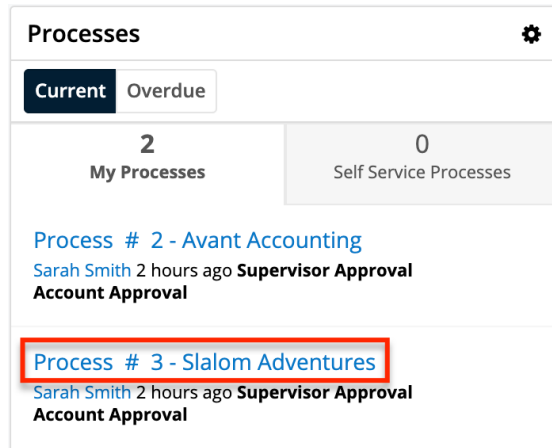 Processes
Current Overdue
2
My Processes
0
Self Service Processes
Process # 2 - Avant Accounting
Sarah Smith 2 hours ago Supervisor Approval
Account Approval
Process # 3 - Slalom Adventures
Sarah Smith 2 hours ago Supervisor Approval
Account Approval